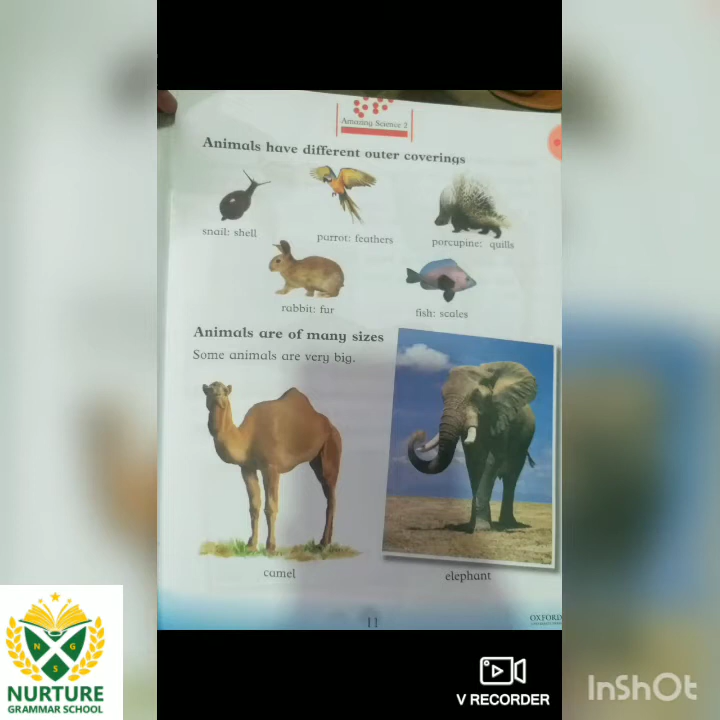 Amazing Science 2
Animals have different outer coverings
snail: shell
parrot: feathers
porcupine: quills
rabbit: fur
fish: scales
Animals are of many sizes
Some animals are very big.
camel
elephant
11
OXFORD
N G
S
NURTURE
GRAMMAR SCHOOL
V RECORDER
InShOt